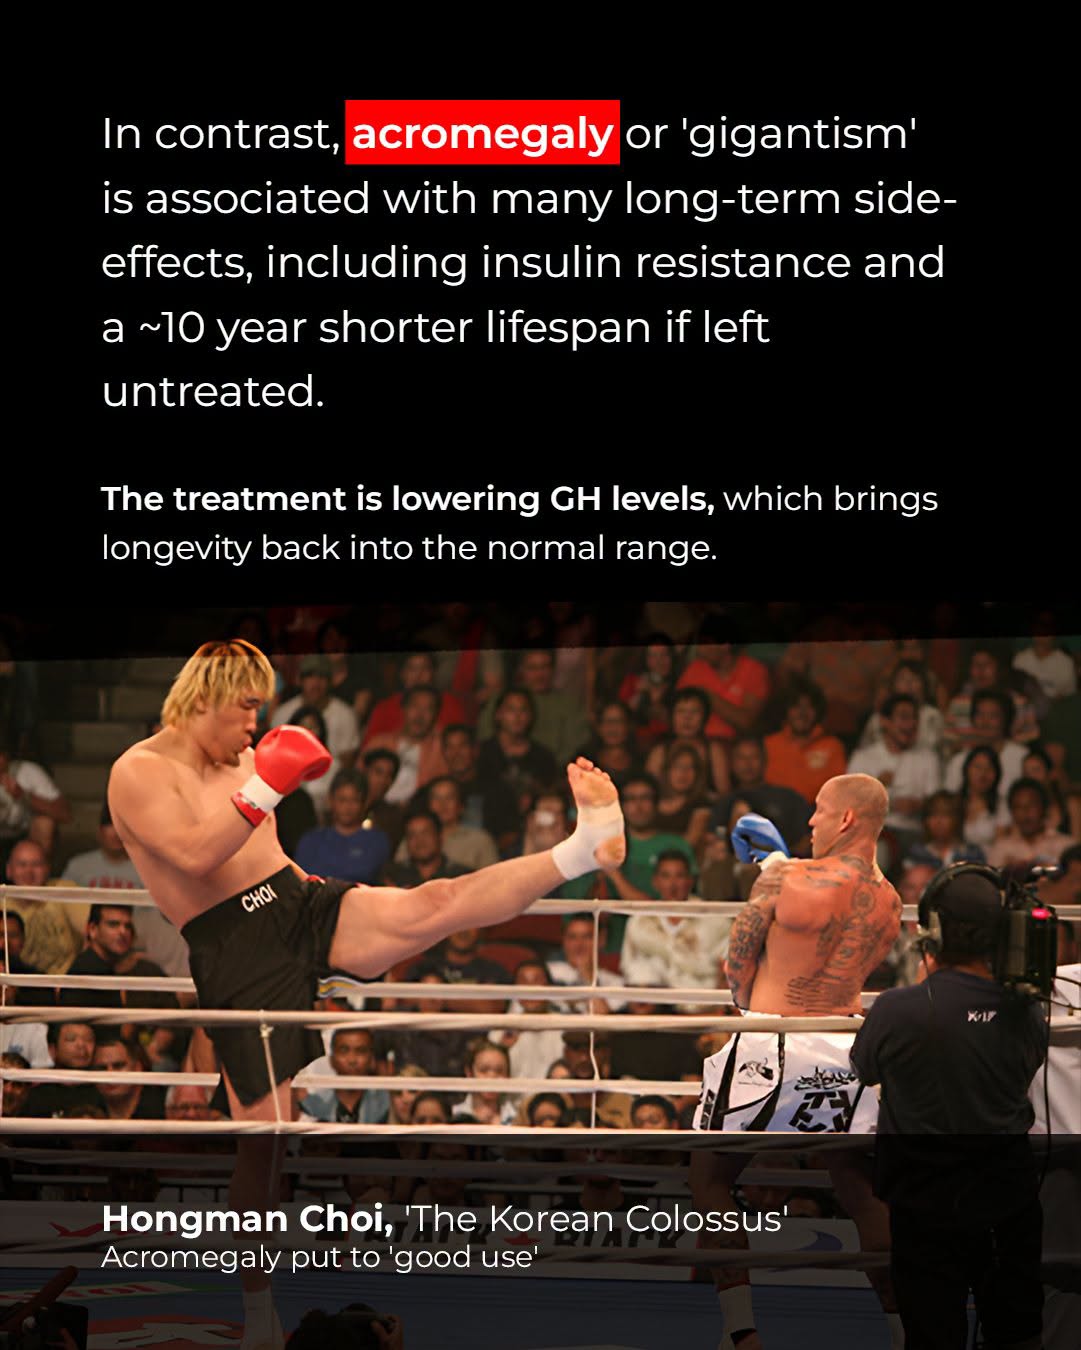 In contrast, acromegaly or 'gigantism'
is associated with many long-term side-
effects, including insulin resistance and
a ~10 year shorter lifespan if left
untreated.
The treatment is lowering GH levels, which brings
longevity back into the normal range.
CHOI
Hongman Choi, 'The Korean Colossus'
Acromegaly put to 'good use'